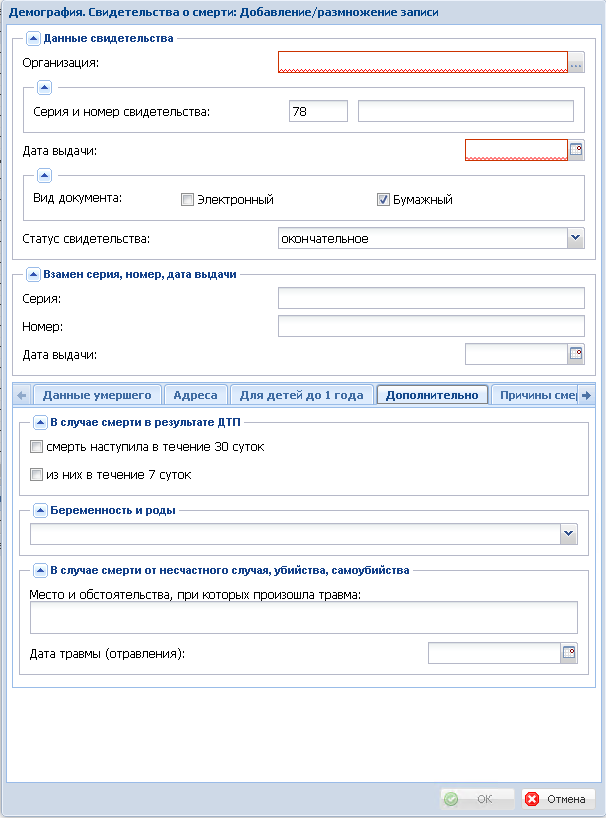 Демография. Свидетельства о смерти: Добавление/размножение записи
Данные свидетельства
Организация:
...
Серия и номер свидетельства: 78
Дата выдачи:
Вид документа: Электронный Бумажный
Статус свидетельства: окончательное
Взамен серия, номер, дата выдачи
Серия:
Номер:
Дата выдачи:
Данные умершего Адреса Для детей до 1 года Дополнительно Причины сме
В случае смерти в результате ДТП
смерть наступила в течение 30 суток
из них в течение 7 суток
Беременность и роды
В случае смерти от несчастного случая, убийства, самоубийства
Место и обстоятельства, при которых произошла травма:
Дата травмы (отравления):
ОК Отмена